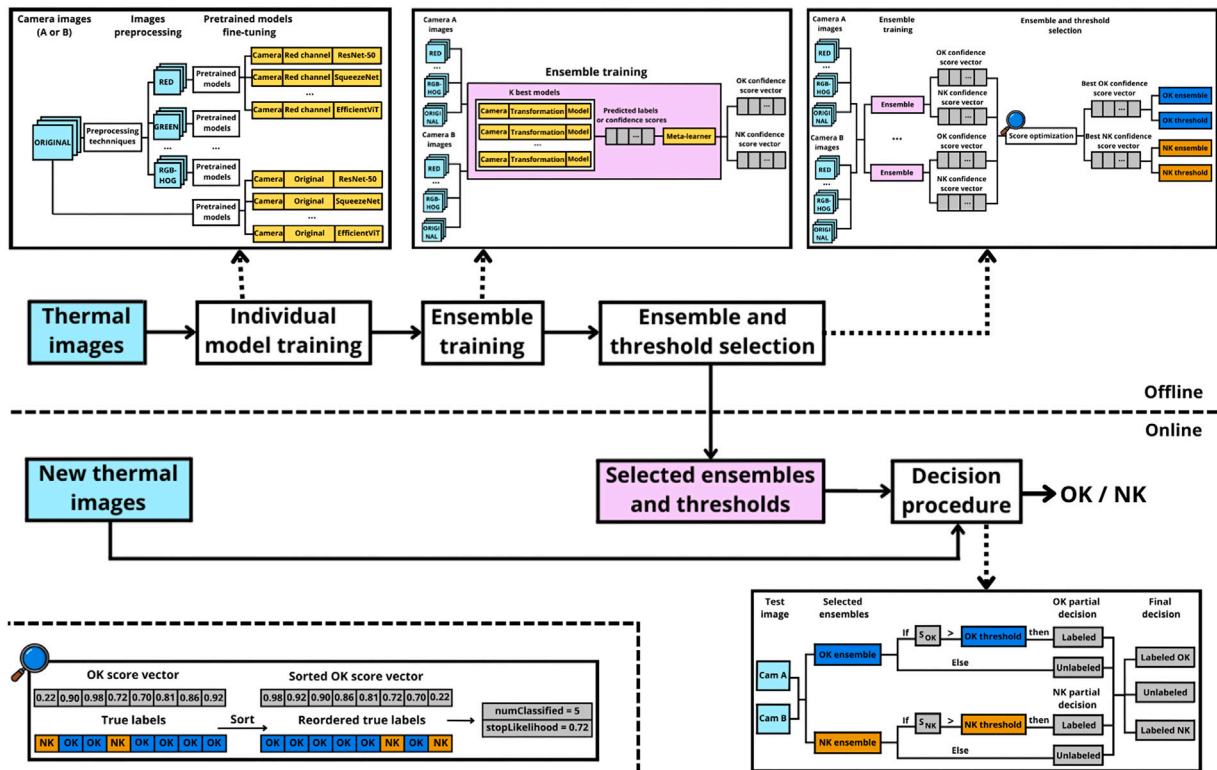 Camera images
(A or B)
Images
preprocessing
Pretrained models
fine-tuning
ORIGINAL
Preprocessing
technniques
RED
...
GREEN
...
RGB-
HOG
Pretrained
models
Pretrained
models
Pretrained
models
Pretrained
models
Camera Red channel ResNet-50
Camera Red channel SqueezeNet
...
Camera Red channel EfficientViT
Camera Original ResNet-50
Camera Original SqueezeNet
...
Camera Original EfficientViT
Camera A
images
RED
...
RGB-
HOG
ORIGI
NAL
Camera B
images
RED
...
RGB-
HOG
ORIGI
NAL
Ensemble training
K best models
Camera Transformation Model
Camera Transformation Model
...
Camera Transformation Model
Predicted labels
or confidence scores
...
Meta-learner
OK confidence
score vector
...
NK confidence
score vector
...
Camera A
images
RED
...
RGB-
HOG
ORIGI
NAL
Camera B
images
RED
...
RGB-
HOG
ORIGI
NAL
Ensemble
training
Ensemble
...
Ensemble
OK confidence
score vector
...
NK confidence
score vector
...
OK confidence
score vector
...
NK confidence
score vector
...
Ensemble and threshold
selection
Score optimization
Best OK confidence
score vector
...
Best NK confidence
score vector
...
OK ensemble
OK threshold
NK ensemble
NK threshold
Thermal
images
Individual
model training
Ensemble
training
Ensemble and
threshold selection
Offline
Online
New thermal
images
Selected ensembles
and thresholds
Decision
procedure
OK / NK
OK score vector
0.22 0.90 0.98 0.72 0.70 0.81 0.86 0.92
True labels
NK OK OK NK OK OK OK OK
Sort
Sorted OK score vector
0.98 0.92 0.90 0.86 0.81 0.72 0.70 0.22
Reordered true labels
OK OK OK OK OK NK OK NK
numClassified = 5
stopLikelihood = 0.72
Test
image
Selected
ensembles
OK partial
decision
Final
decision
Cam A
Cam B
OK ensemble
If SOK > OK threshold then Labeled
Else Unlabeled
NK partial
decision
NK ensemble
If SNK > NK threshold then Labeled
Else Unlabeled
Labeled OK
Unlabeled
Labeled NK